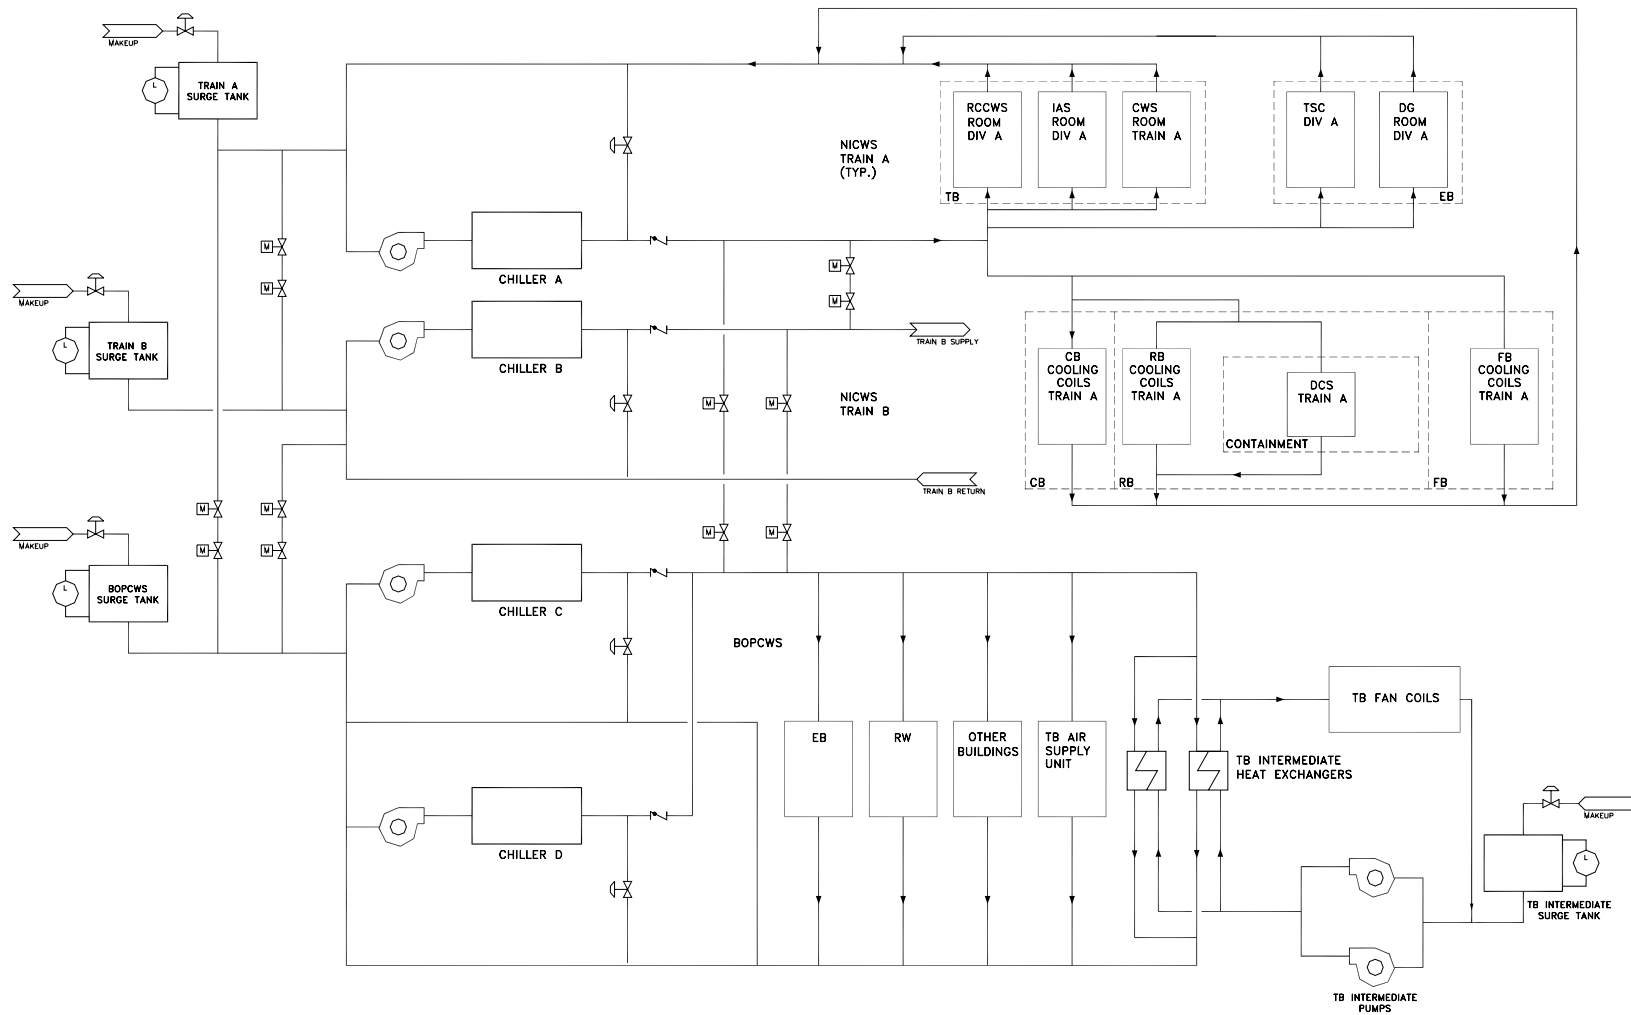 MAKEUP
L
TRAIN A
SURGE TANK
RCCWS
ROOM
DIV A
IAS
ROOM
DIV A
CWS
ROOM
TRAIN A
TSC
DIV A
DG
ROOM
DIV A
NICWS
TRAIN A
(TYP.)
TB
EB
M
M
CHILLER A
M
M
MAKEUP
L
TRAIN B
SURGE TANK
CHILLER B
TRAIN B SUPPLY
CB
COOLING
COILS
TRAIN A
RB
COOLING
COILS
TRAIN A
DCS
TRAIN A
FB
COOLING
COILS
TRAIN A
NICWS
TRAIN B
M
M
CONTAINMENT
CB
RB
FB
TRAIN B RETURN
M
M
M
M
M
M
MAKEUP
L
BOPCWS
SURGE TANK
CHILLER C
BOPCWS
TB FAN COILS
EB
RW
OTHER
BUILDINGS
TB AIR
SUPPLY
UNIT
TB INTERMEDIATE
HEAT EXCHANGERS
MAKEUP
L
CHILLER D
TB INTERMEDIATE
SURGE TANK
TB INTERMEDIATE
PUMPS